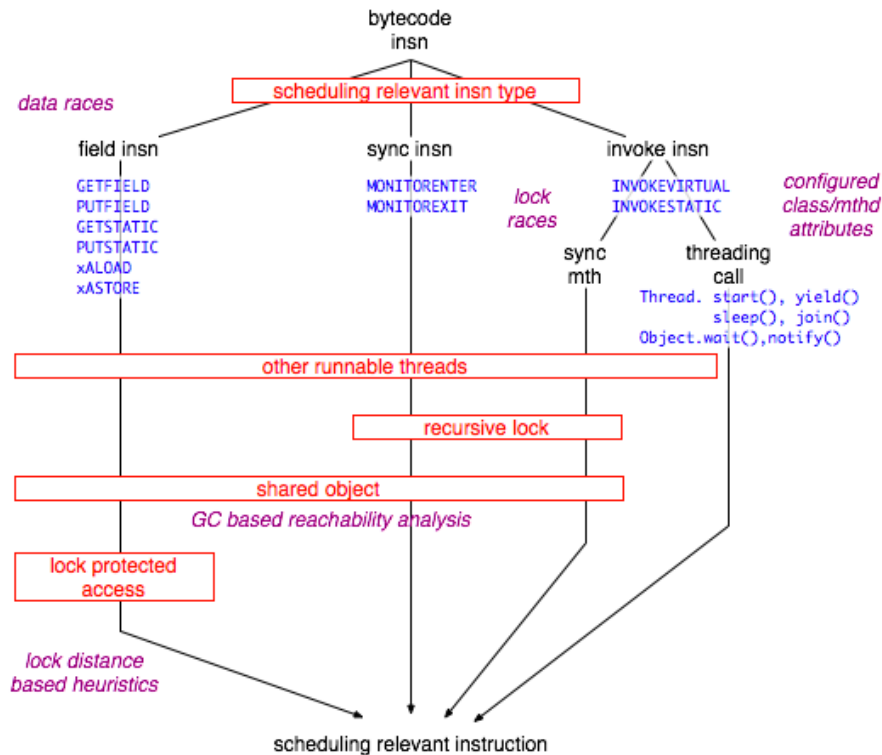 bytecode
insn
scheduling relevant insn type
data races
field insn
sync insn
invoke insn
GETFIELD
PUTFIELD
GETSTATIC
PUTSTATIC
xALOAD
xASTORE
MONITORENTER
MONITOREXIT
lock
races
INVOKEVIRTUAL
INVOKESTATIC
configured
class/mthd
attributes
sync
mth
threading
call
Thread. start(), yield()
sleep(), join()
Object.wait(),notify()
other runnable threads
recursive lock
shared object
GC based reachability analysis
lock protected
access
lock distance
based heuristics
scheduling relevant instruction